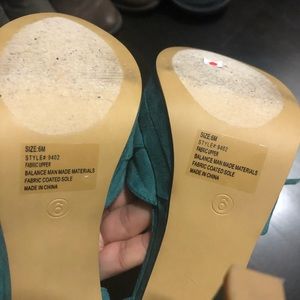 SIZE:6M
STYLE#:9402
FABRIC UPPER
BALANCE MAN MADE MATERIALS
FABRIC COATED SOLE
MADE IN CHINA
6
SIZE:6M
STYLE#:9402
FABRIC UPPER
BALANCE MAN MADE MATERIALS
FABRIC COATED SOLE
MADE IN CHINA
6